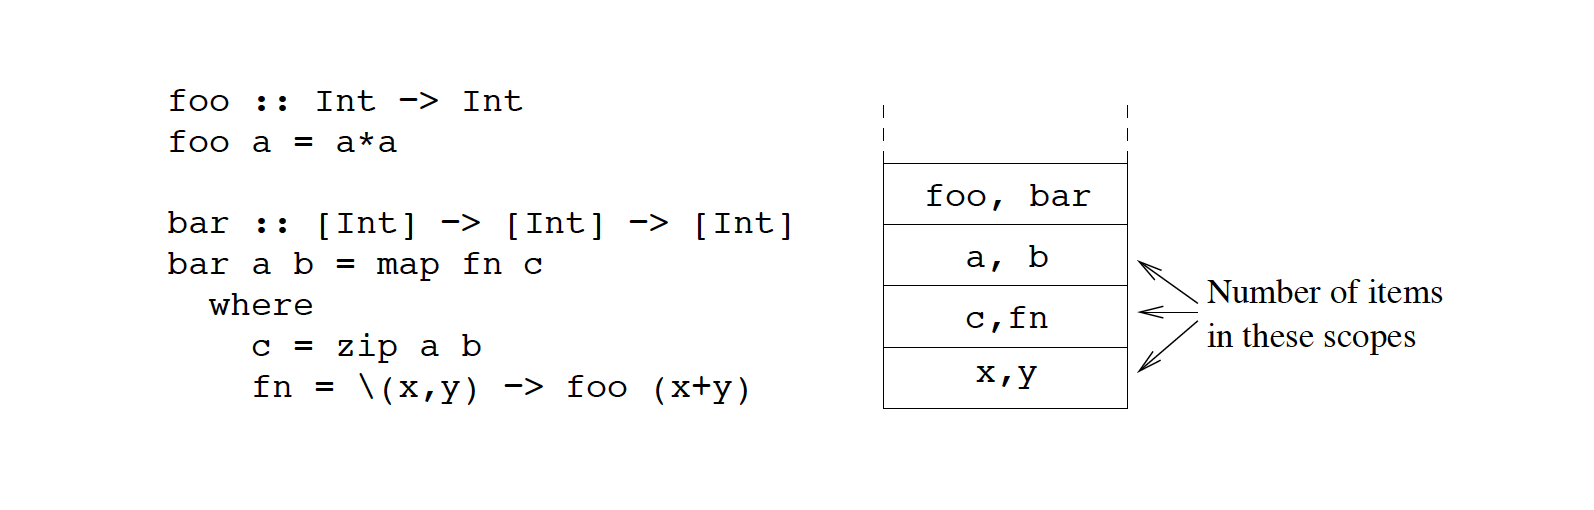 foo :: Int -> Int
foo a = a*a
bar :: [Int] -> [Int] -> [Int]
bar a b = map fn c
where
c = zip a b
fn = \(x,y) -> foo (x+y)
foo, bar
a, b
c,fn
x,y
Number of items
in these scopes